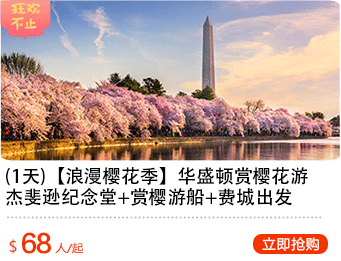 狂欢
不止
(1天)【浪漫樱花季】华盛顿赏樱花游
杰斐逊纪念堂+赏樱游船+费城出发
$ 68 人/起
立即抢购